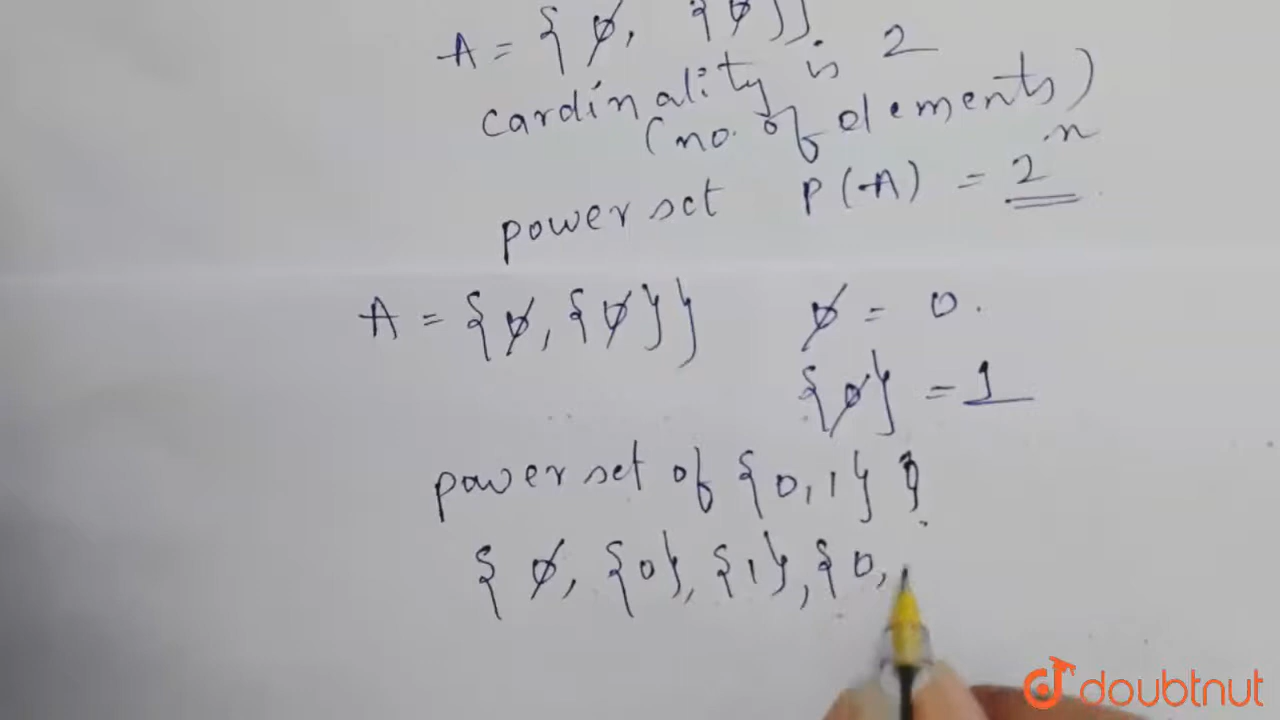 A = {ϕ, {ϕ}}
cardinality is 2
(no. of elements)
power set P(A) = 2ⁿ
A = {ϕ, {ϕ}} ϕ = 0.
{ϕ} = 1
power set of {0, 1} }
{ ϕ, {0}, {1}, {0,
doubtnut